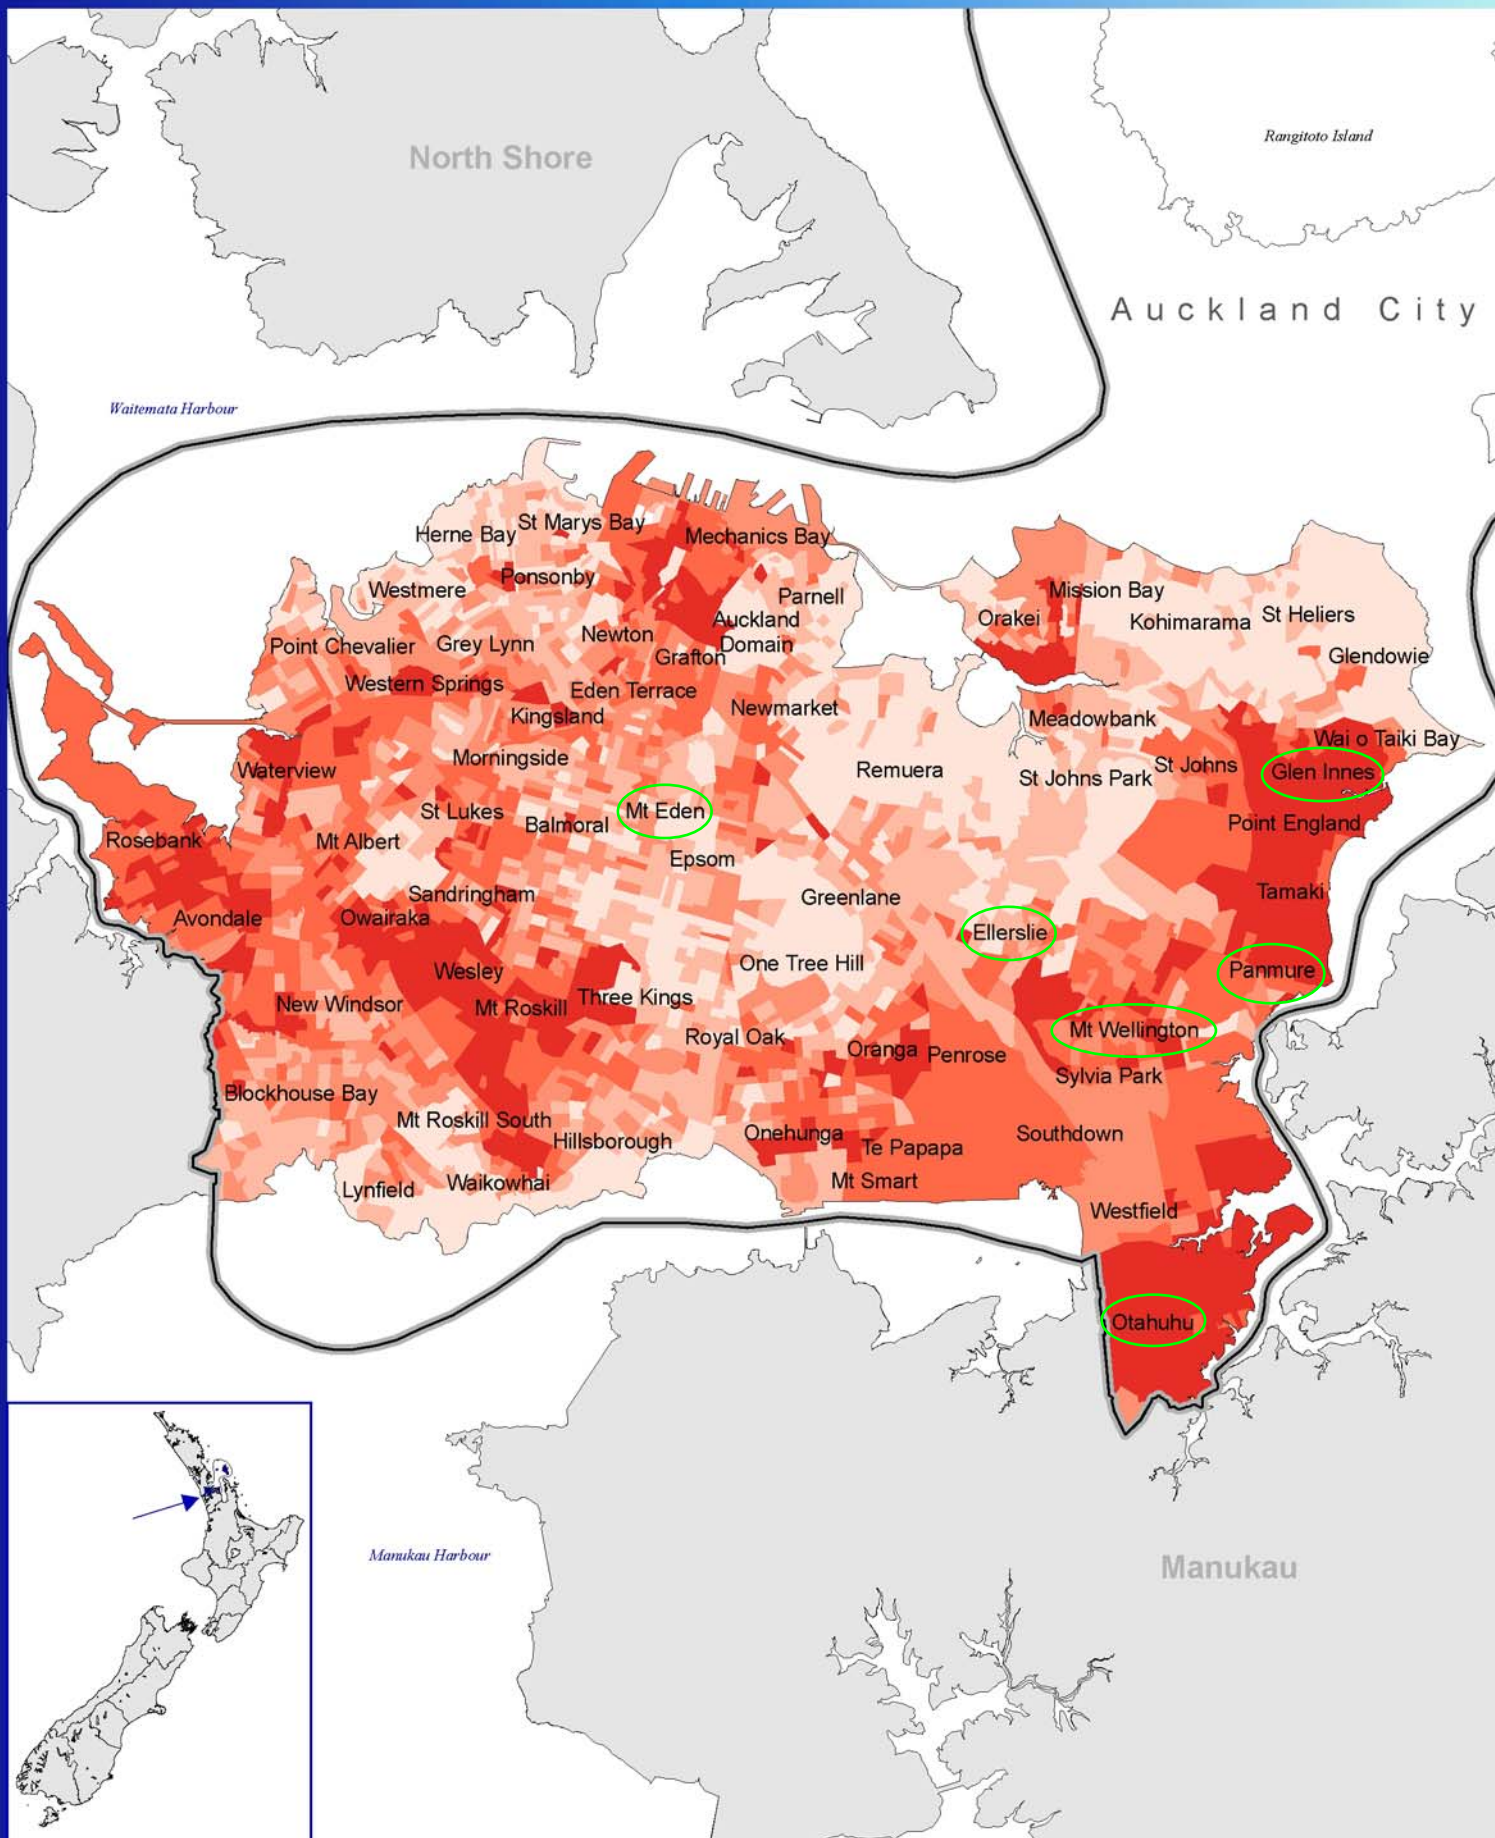 North Shore
Rangitoto Island
Auckland City
Waitemata Harbour
St Marys Bay
Herne Bay
Mechanics Bay
Ponsonby
Westmere
Mission Bay
Parnell
Orakei
Kohimarama
St Heliers
Auckland
Domain
Newton
Point Chevalier
Grey Lynn
Grafton
Glendowie
Western Springs
Eden Terrace
Newmarket
Kingsland
Meadowbank
Wai o Taiki Bay
Morningside
Waterview
Remuera
St Johns Park
St Johns
Glen Innes
St Lukes
Mt Eden
Balmoral
Point England
Rosebank
Mt Albert
Epsom
Sandringham
Greenlane
Tamaki
Avondale
Owairaka
Ellerslie
Wesley
One Tree Hill
Panmure
New Windsor
Mt Roskill
Three Kings
Royal Oak
Mt Wellington
Oranga
Penrose
Sylvia Park
Blockhouse Bay
Mt Roskill South
Hillsborough
Onehunga
Te Papapa
Southdown
Lynfield
Waikowhai
Mt Smart
Westfield
Otahuhu
Manukau Harbour
Manukau